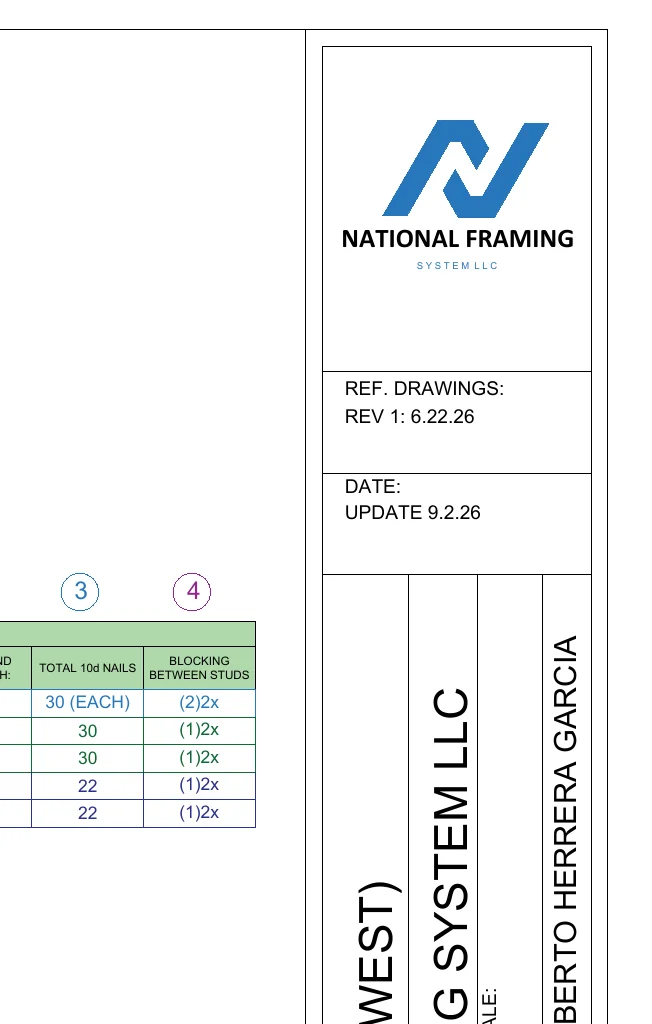 NATIONAL FRAMING
SYSTEM LLC
REF. DRAWINGS:
REV 1: 6.22.26
DATE:
UPDATE 9.2.26
3
4
TOTAL 10d NAILS
BLOCKING
BETWEEN STUDS
30 (EACH)
(2)2x
30
(1)2x
30
(1)2x
22
(1)2x
22
(1)2x
WEST)
G SYSTEM LLC
ALE:
BERTO HERRERA GARCIA